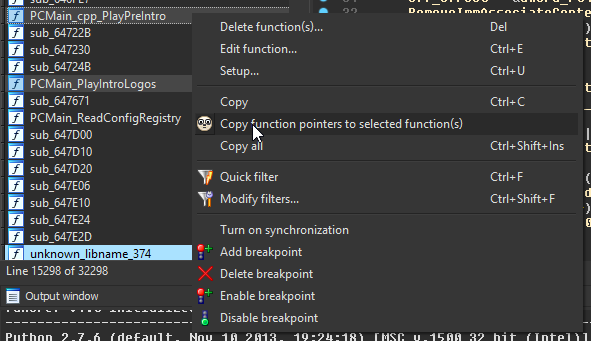 PCMain_cpp_PlayPreIntro
sub_64722B
sub_647230
sub_64724B
PCMain_PlayIntroLogos
sub_647671
PCMain_ReadConfigRegistry
sub_647D00
sub_647D10
sub_647D20
sub_647E06
sub_647E10
sub_647E24
sub_647E2D
unknown_libname_374
Line 15298 of 32298
Output window
Delete function(s)... Del
Edit function... Ctrl+E
Setup... Ctrl+U
Copy Ctrl+C
Copy function pointers to selected function(s)
Copy all Ctrl+Shift+Ins
Quick filter Ctrl+F
Modify filters... Ctrl+Shift+F
Turn on synchronization
Add breakpoint
Delete breakpoint
Enable breakpoint
Disable breakpoint
Python 2.7.6 (default, Nov 10 2013, 19:24:18) [MSC v.1500 32 bit (Intel)]